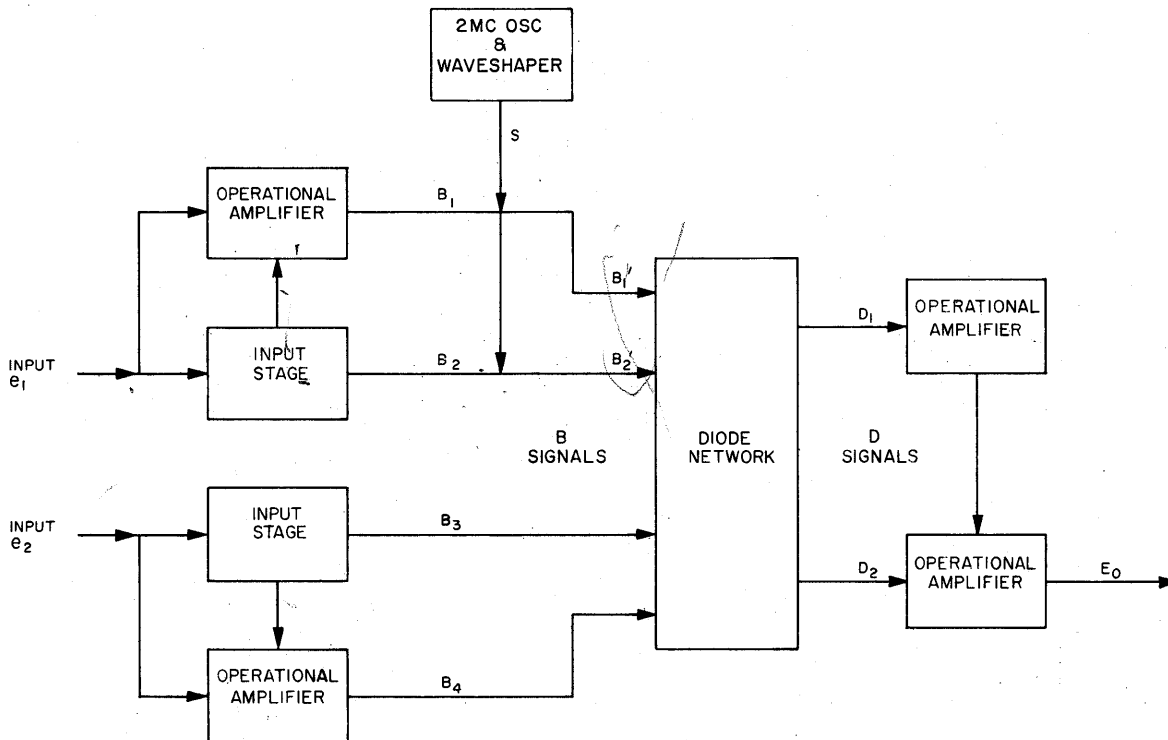 2MC OSC
&
WAVESHAPER
S
OPERATIONAL
AMPLIFIER
B₁
B₁′
INPUT
e₁
INPUT
STAGE
B₂
B₂′
D₁
OPERATIONAL
AMPLIFIER
B
SIGNALS
DIODE
NETWORK
D
SIGNALS
INPUT
e₂
INPUT
STAGE
B₃
D₂
OPERATIONAL
AMPLIFIER
E₀
OPERATIONAL
AMPLIFIER
B₄